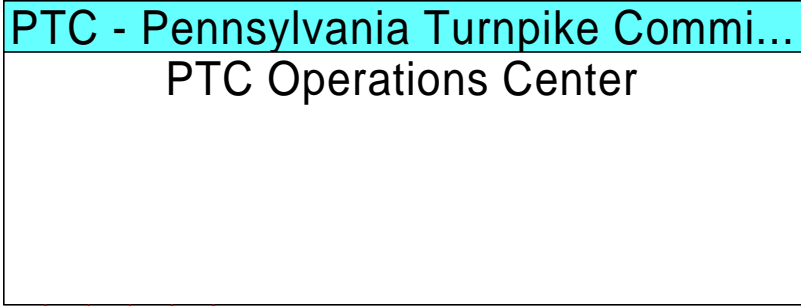 PTC - Pennsylvania Turnpike Commi...
PTC Operations Center